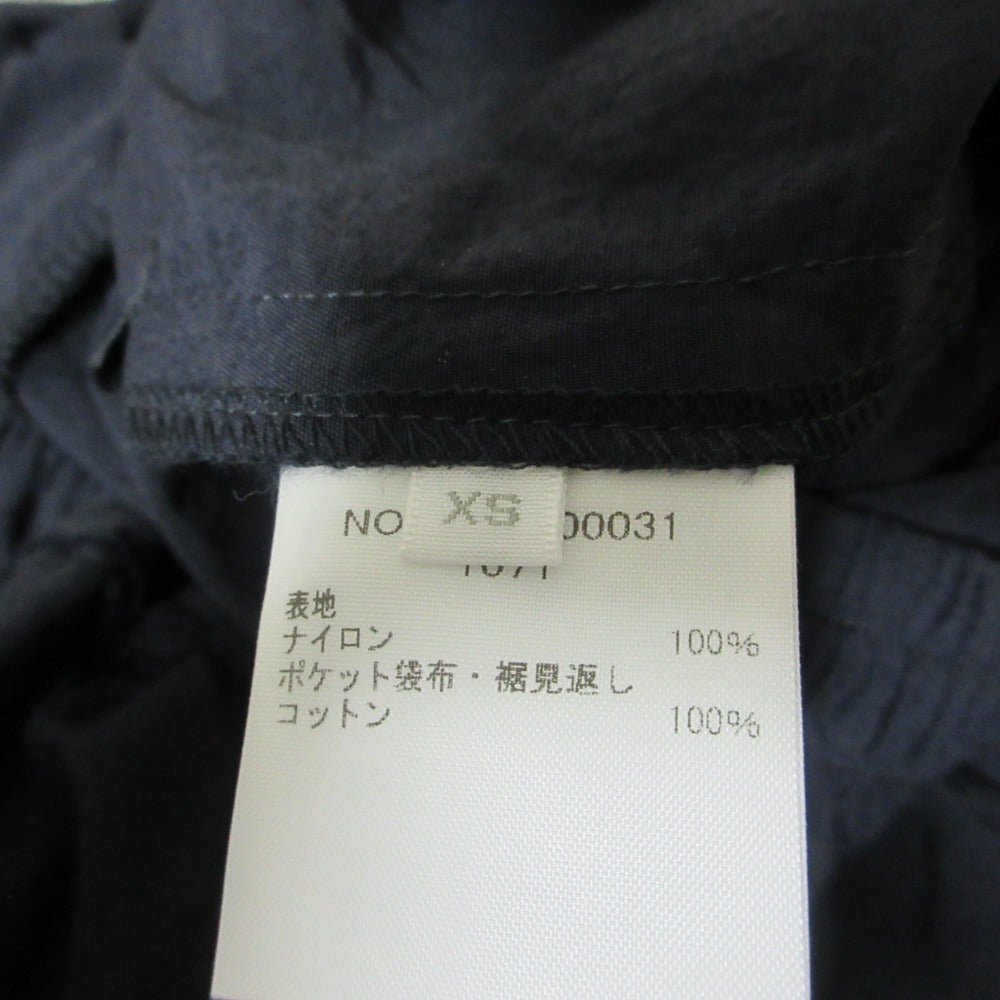 XS
NO 00031
表地
ナイロン 100%
ポケット袋布・裾見返し
コットン 100%